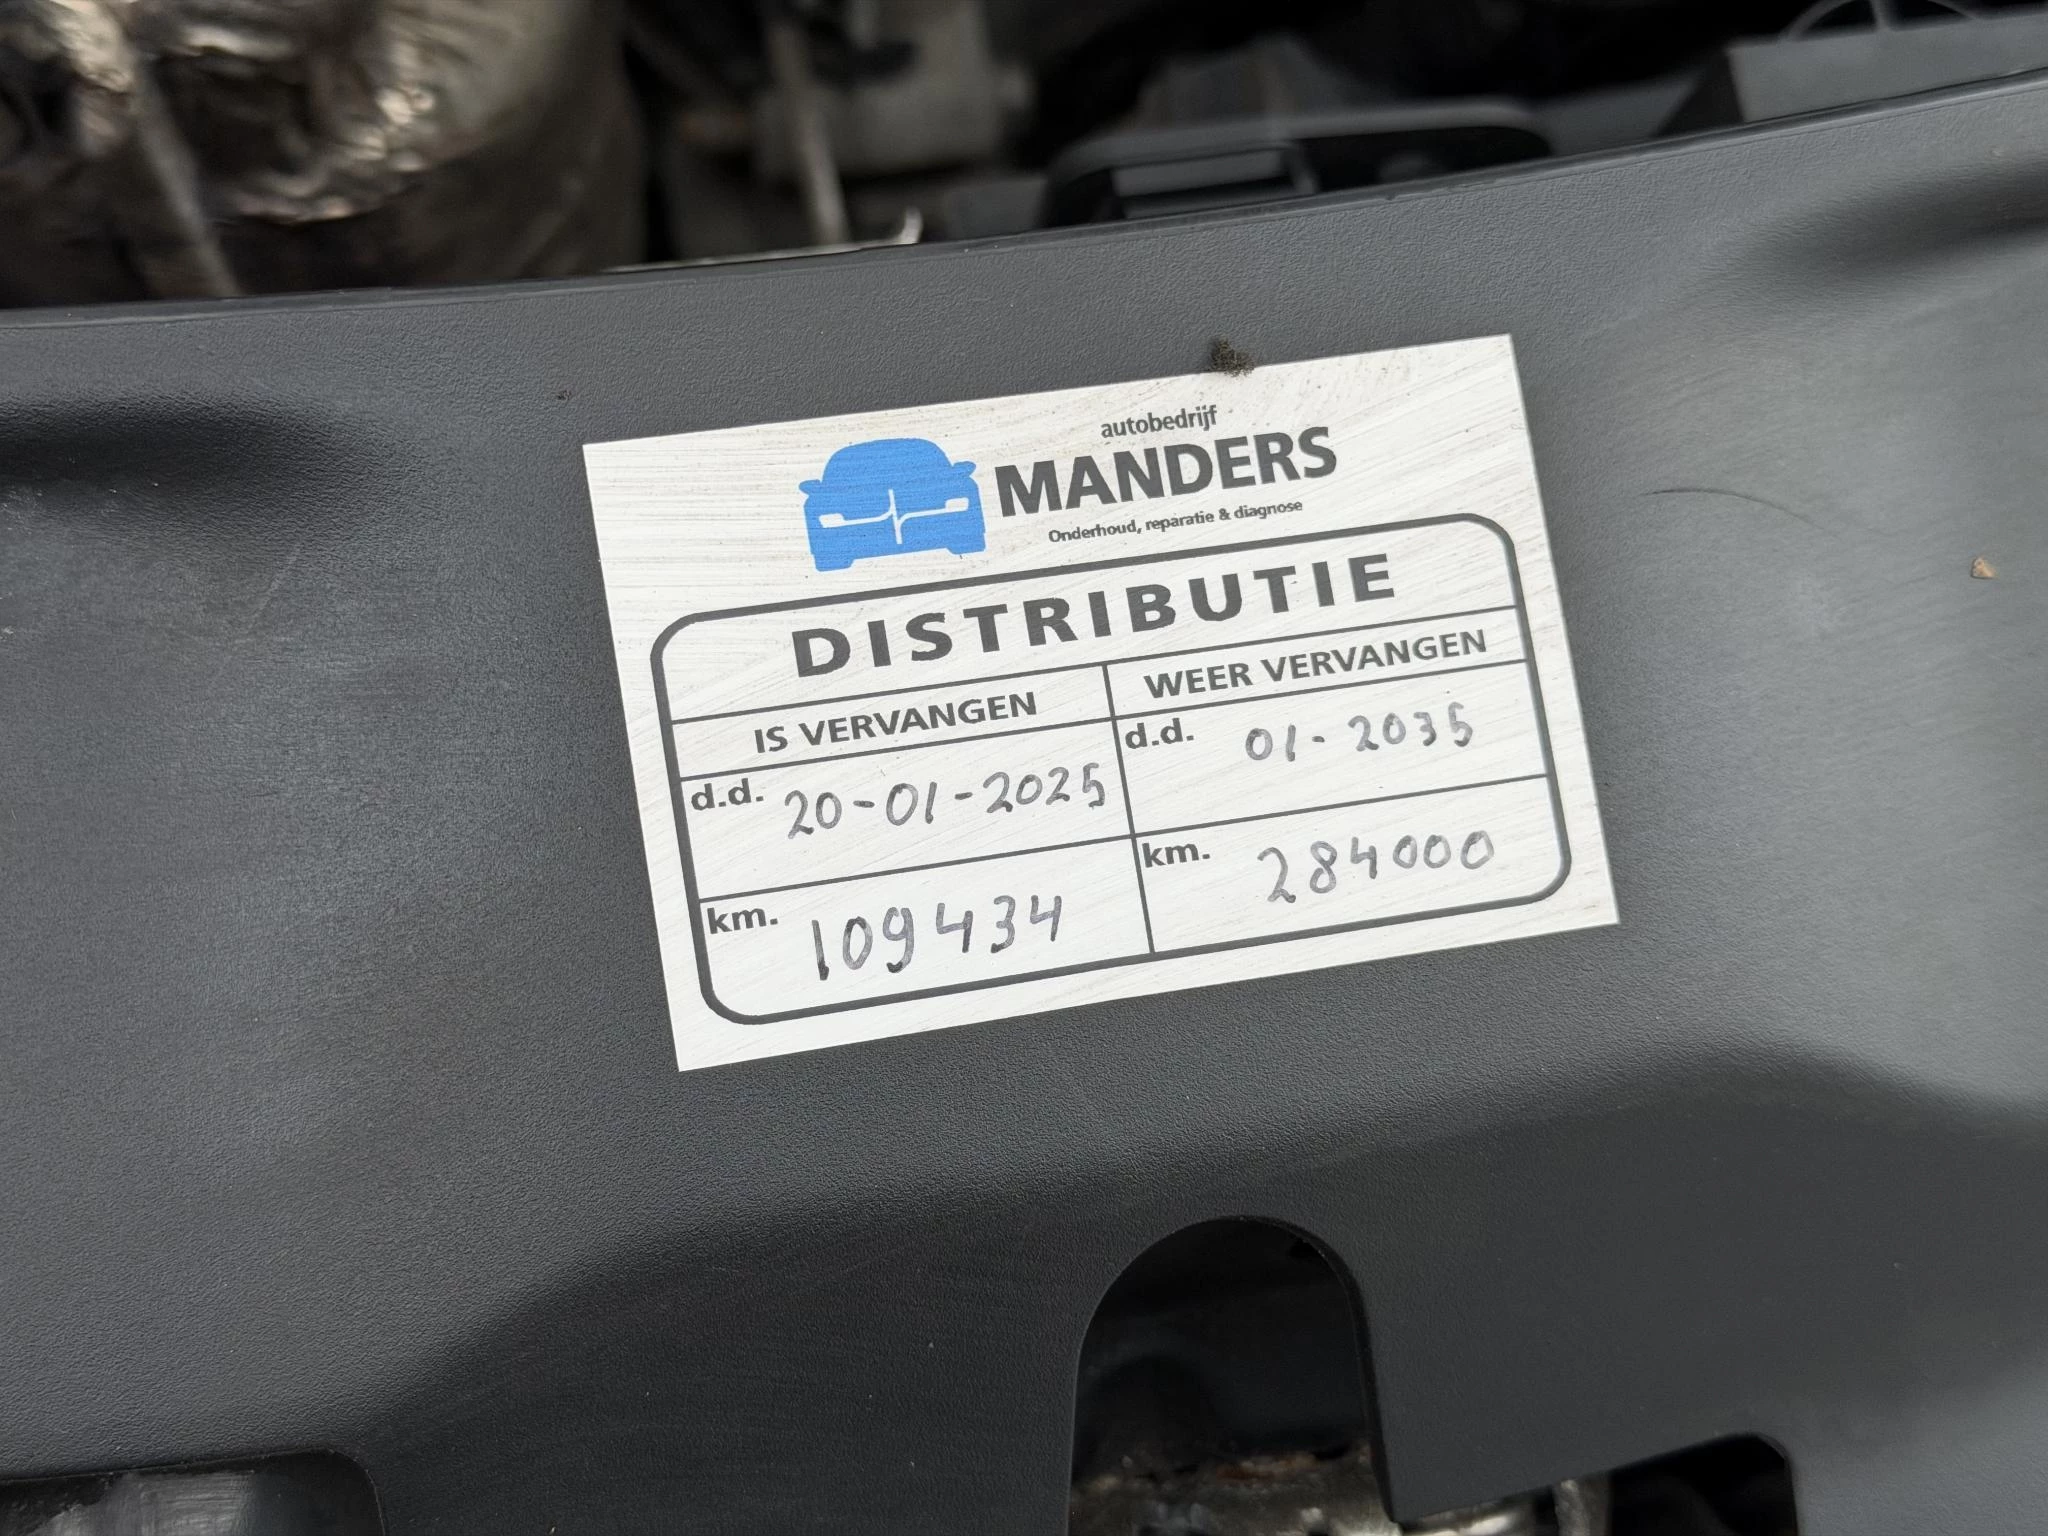 autobedrijf
MANDERS
Onderhoud, reparatie & diagnose
DISTRIBUTIE
IS VERVANGEN WEER VERVANGEN
d.d. 20-01-2025 d.d. 01-2035
km. 109434 km. 284000